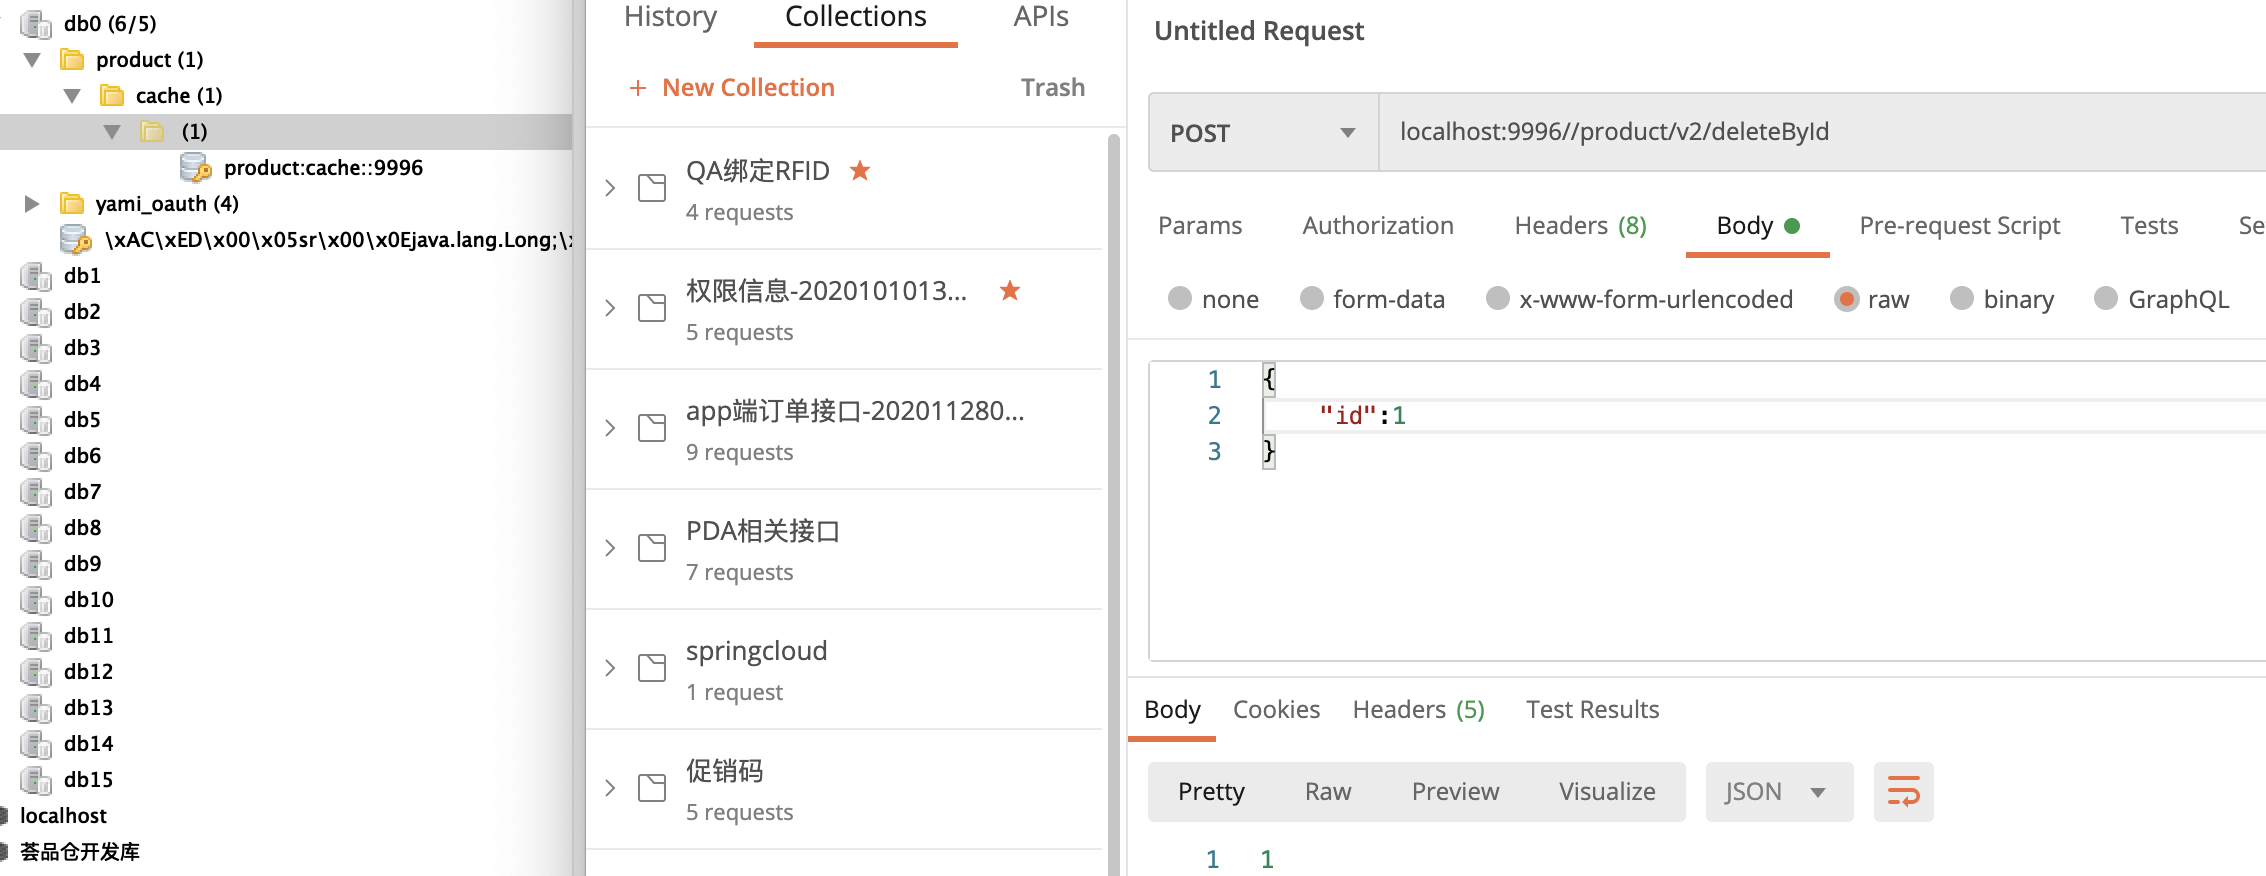 db0 (6/5)
product (1)
cache (1)
(1)
product:cache::9996
yami_oauth (4)
\xAC\xED\x00\x05sr\x00\x0Ejava.lang.Long;\
db1
db2
db3
db4
db5
db6
db7
db8
db9
db10
db11
db12
db13
db14
db15
localhost
荟品仓开发库
History Collections APIs
+ New Collection Trash
QA绑定RFID
4 requests
权限信息-2020101013...
5 requests
app端订单接口-202011280...
9 requests
PDA相关接口
7 requests
springcloud
1 request
促销码
5 requests
Untitled Request
POST localhost:9996//product/v2/deleteById
Params Authorization Headers (8) Body Pre-request Script Tests Se
none form-data x-www-form-urlencoded raw binary GraphQL
1 {
2 "id":1
3 }
Body Cookies Headers (5) Test Results
Pretty Raw Preview Visualize JSON
1 1